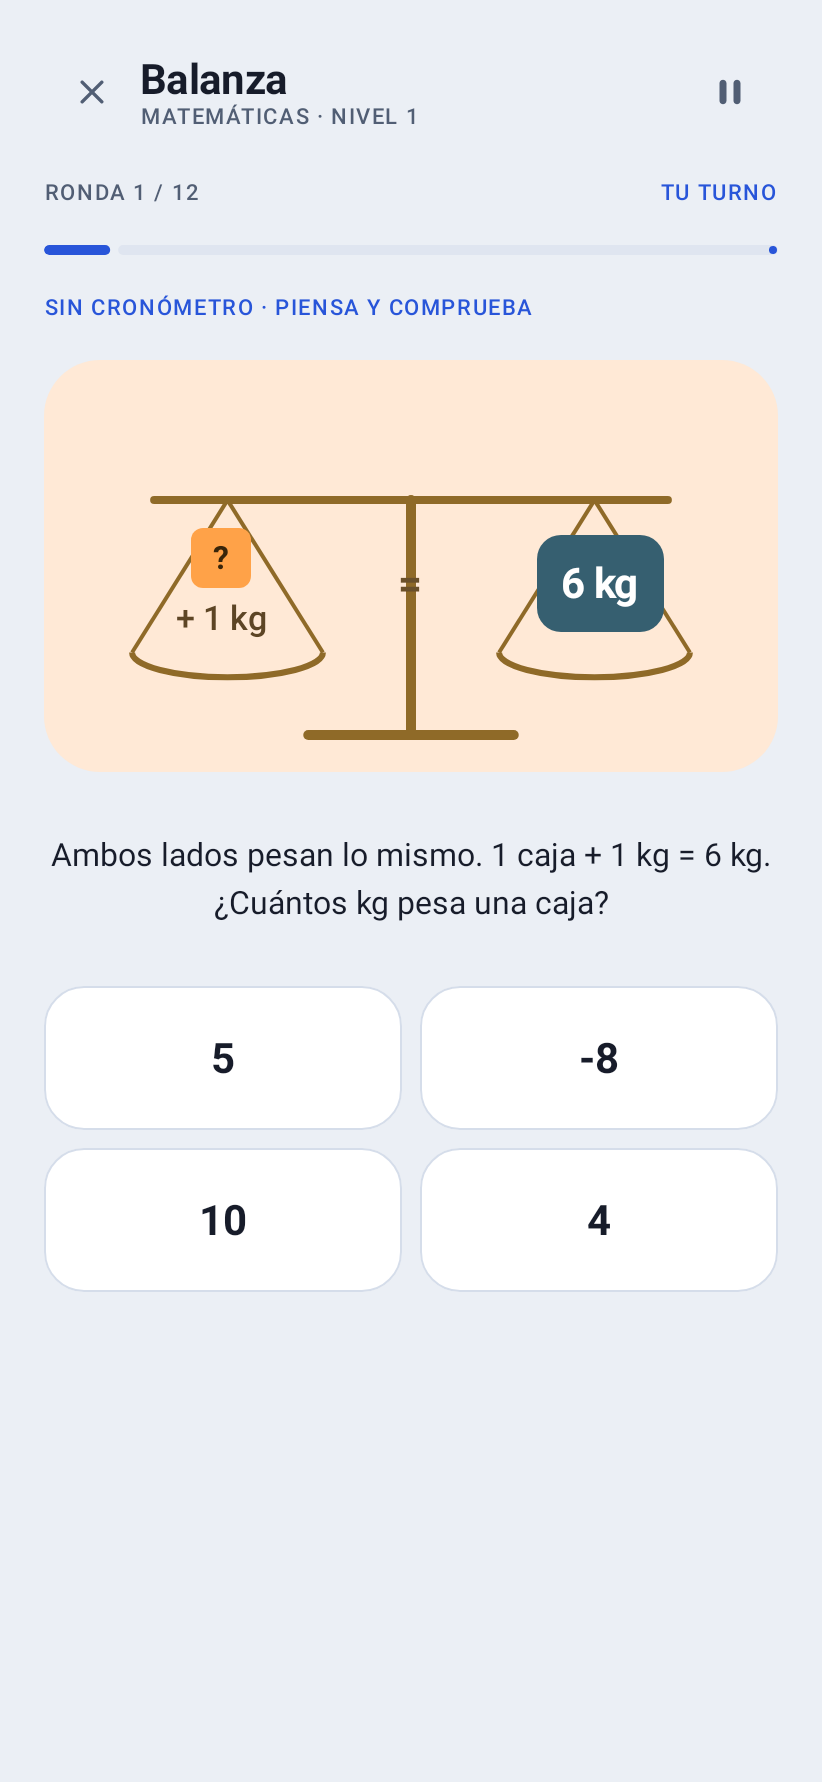 Balanza
MATEMÁTICAS · NIVEL 1
RONDA 1 / 12
TU TURNO
SIN CRONÓMETRO · PIENSA Y COMPRUEBA
?
+ 1 kg
=
6 kg
Ambos lados pesan lo mismo. 1 caja + 1 kg = 6 kg.
¿Cuántos kg pesa una caja?
5
-8
10
4